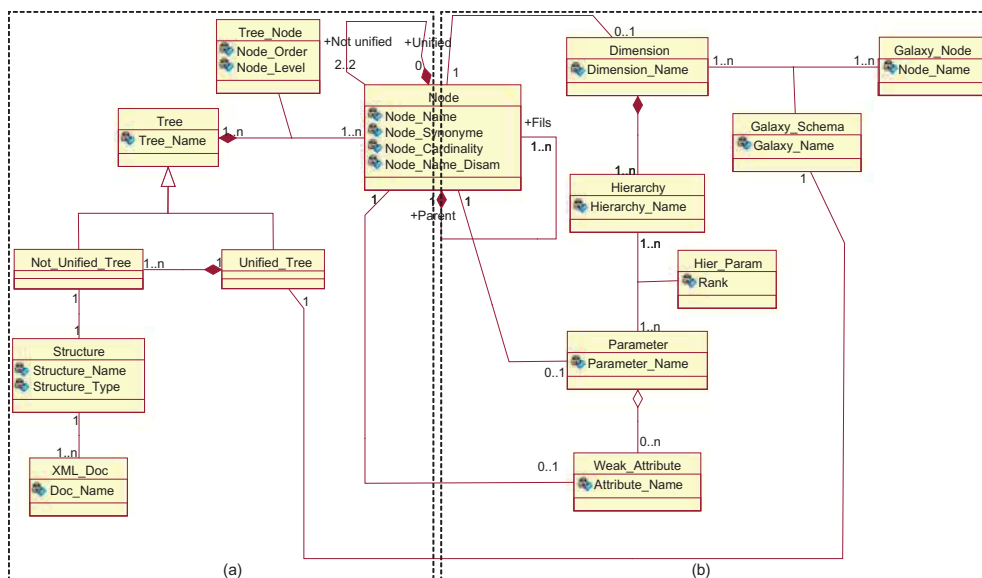 Tree_Node
Node_Order
Node_Level
+Not unified
2..2
+Unified
0
1
0..1
Dimension
Dimension_Name
1..n
1..n
Galaxy_Node
Node_Name
Tree
Tree_Name
1..n
1..n
Node
Node_Name
Node_Synonyme
Node_Cardinality
Node_Name_Disam
+Fils
1..n
Galaxy_Schema
Galaxy_Name
1
1..n
Hierarchy
Hierarchy_Name
1
1
1
+Parent
1..n
Not_Unified_Tree
1..n
1
Unified_Tree
1
1
Hier_Param
Rank
1..n
1
Structure
Structure_Name
Structure_Type
Parameter
Parameter_Name
0..1
1
1..n
0..n
XML_Doc
Doc_Name
0..1
Weak_Attribute
Attribute_Name
(a)
(b)